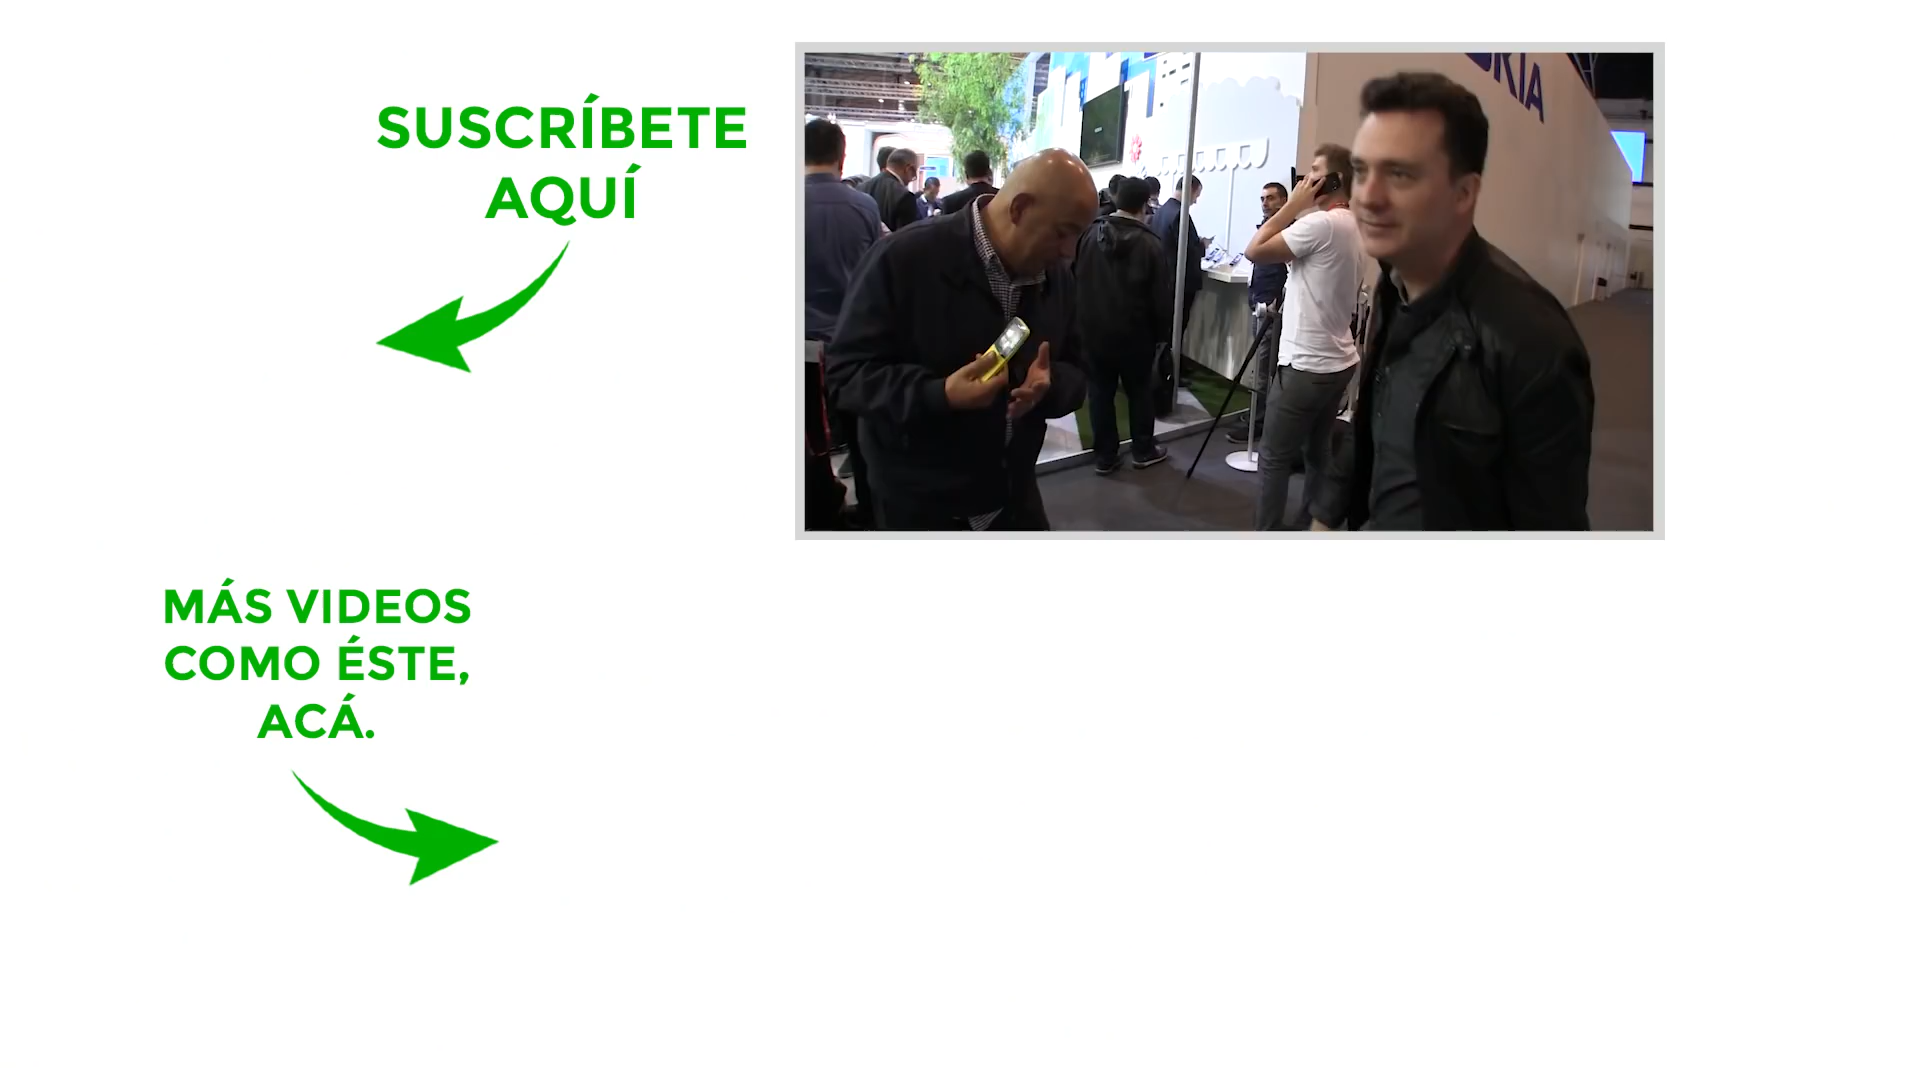 SUSCRÍBETE
AQUÍ
MÁS VIDEOS
COMO ÉSTE,
ACÁ.